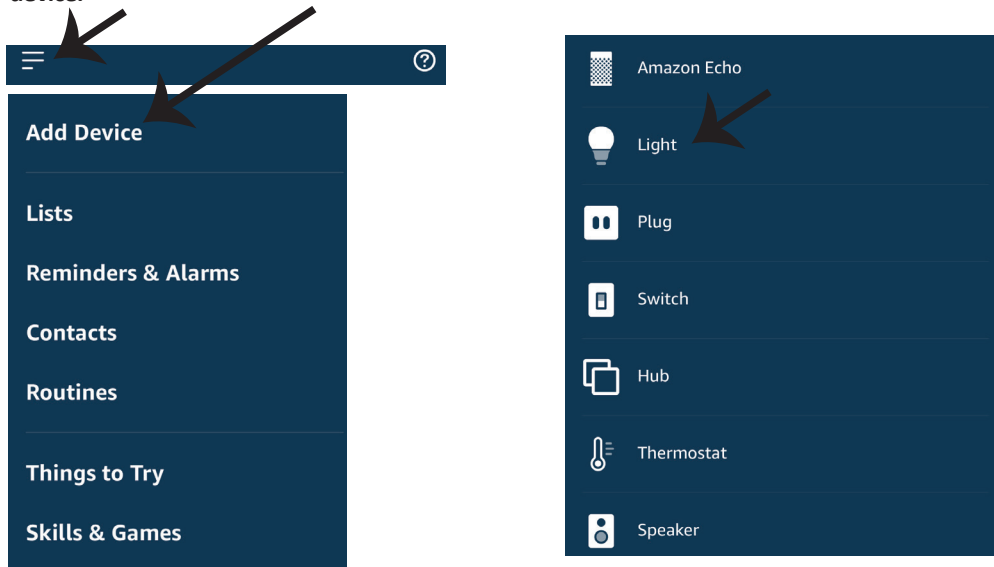 Add Device
Lists
Reminders & Alarms
Contacts
Routines
Things to Try
Skills & Games
Amazon Echo
Light
Plug
Switch
Hub
Thermostat
Speaker